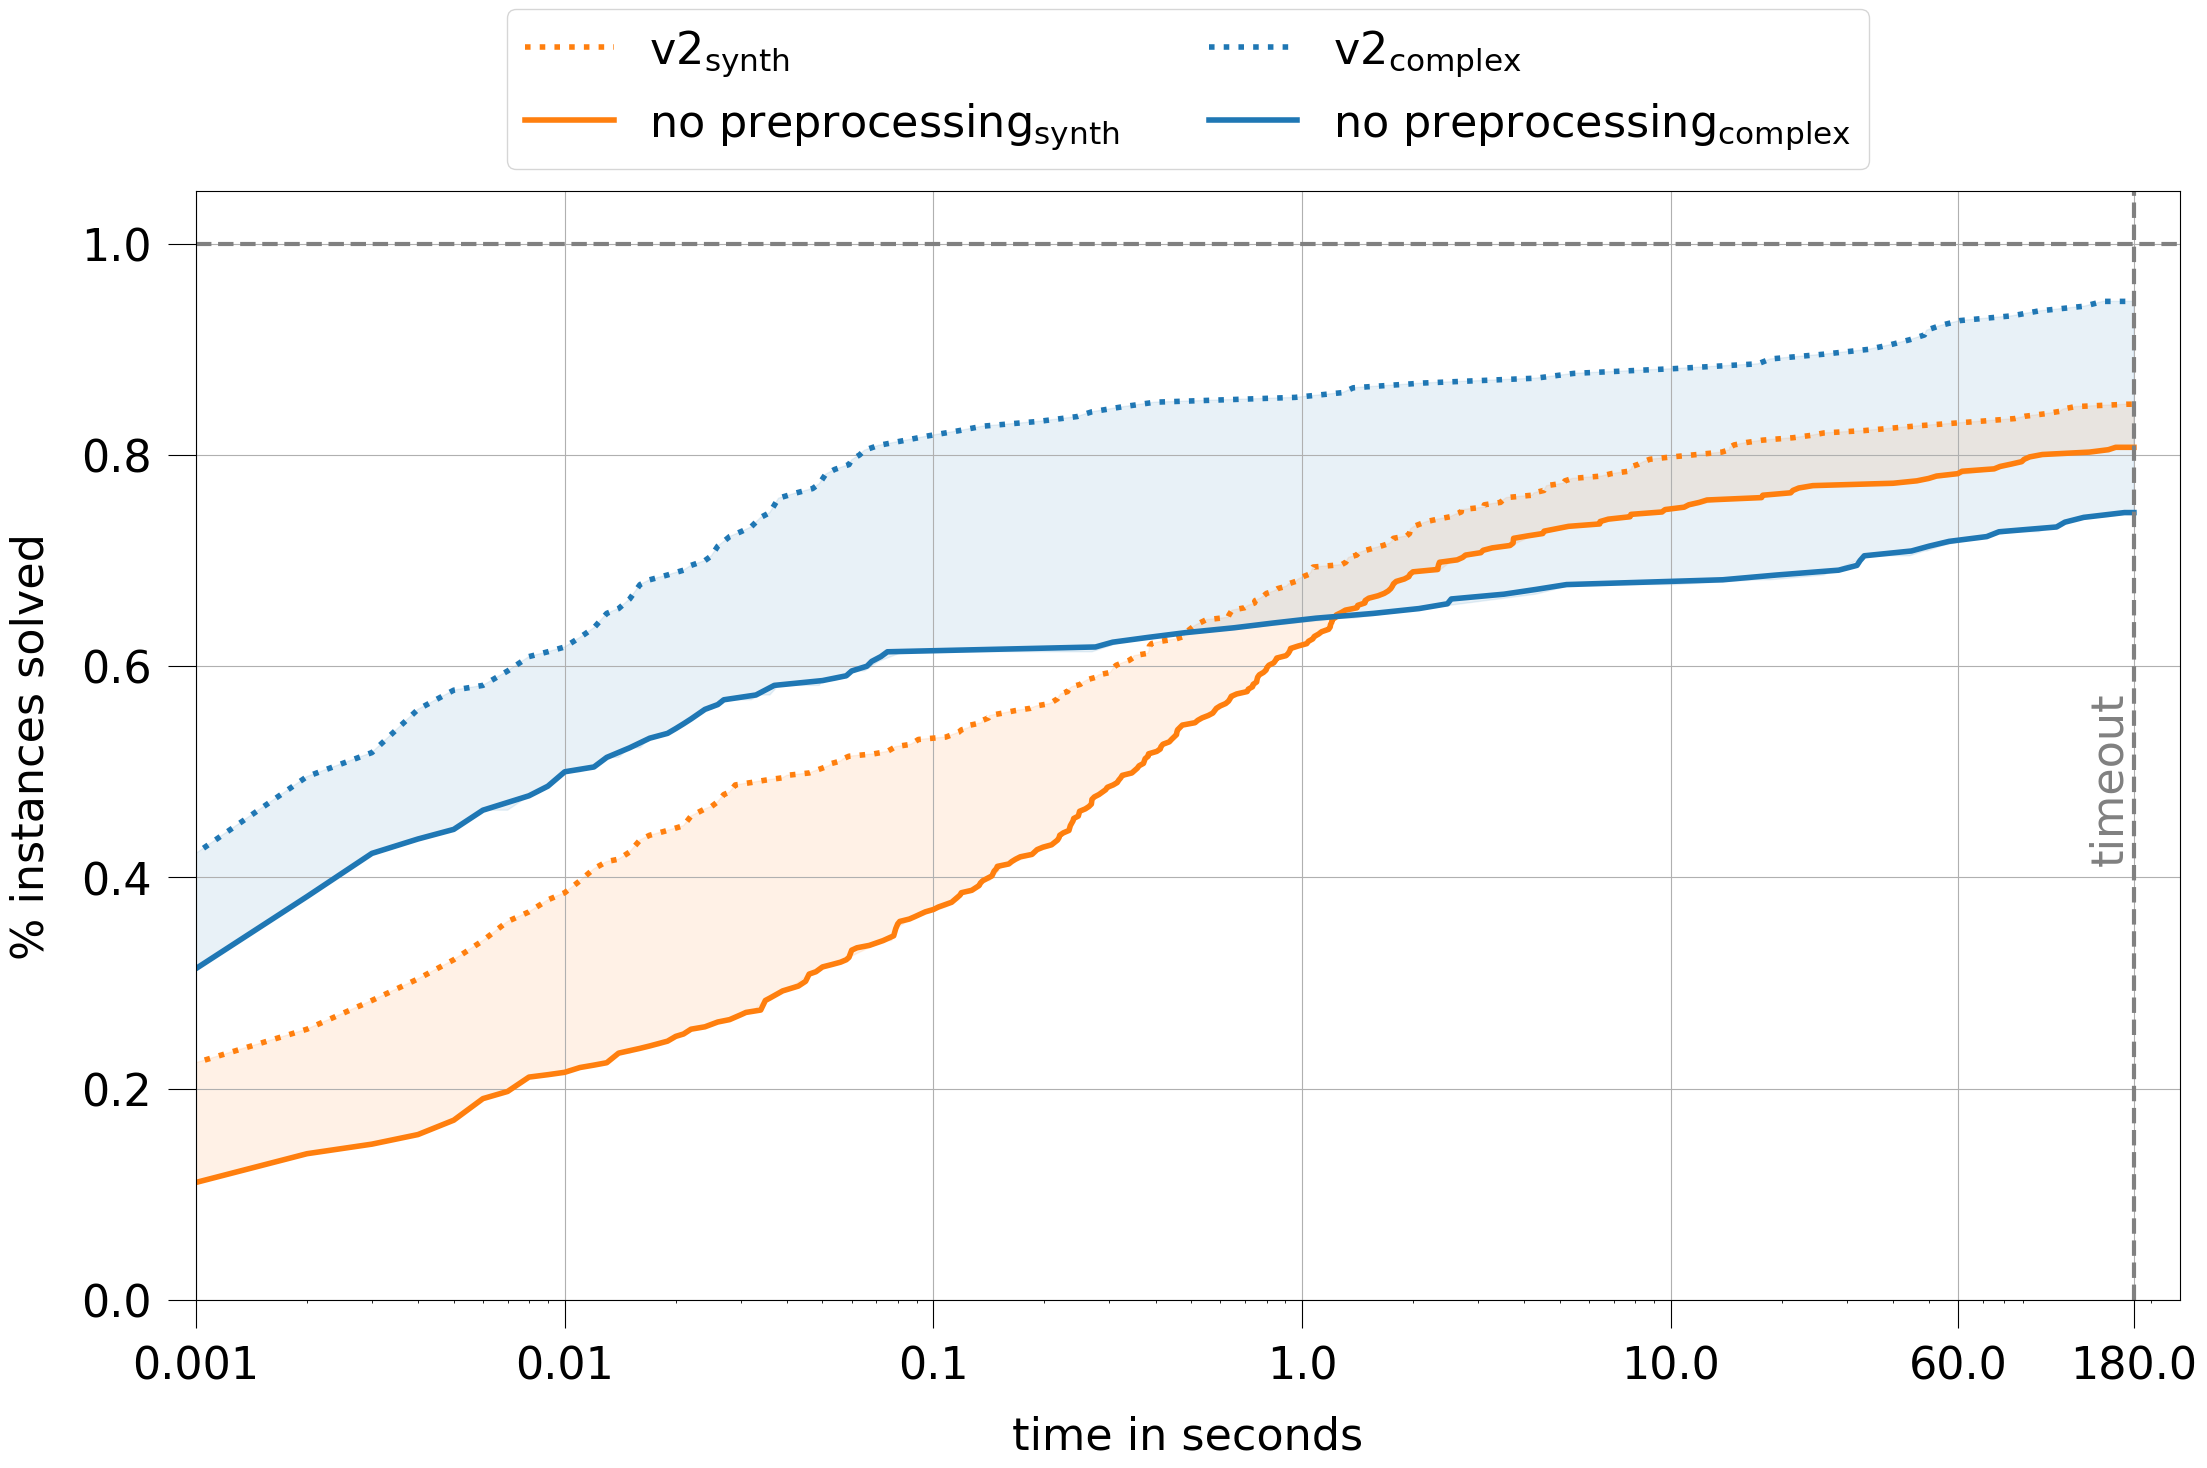 v2synth v2complex
no preprocessingsynth no preprocessingcomplex
1.0
0.8
0.6
0.4
0.2
0.0
% instances solved
timeout
0.001 0.01 0.1 1.0 10.0 60.0 180.0
time in seconds